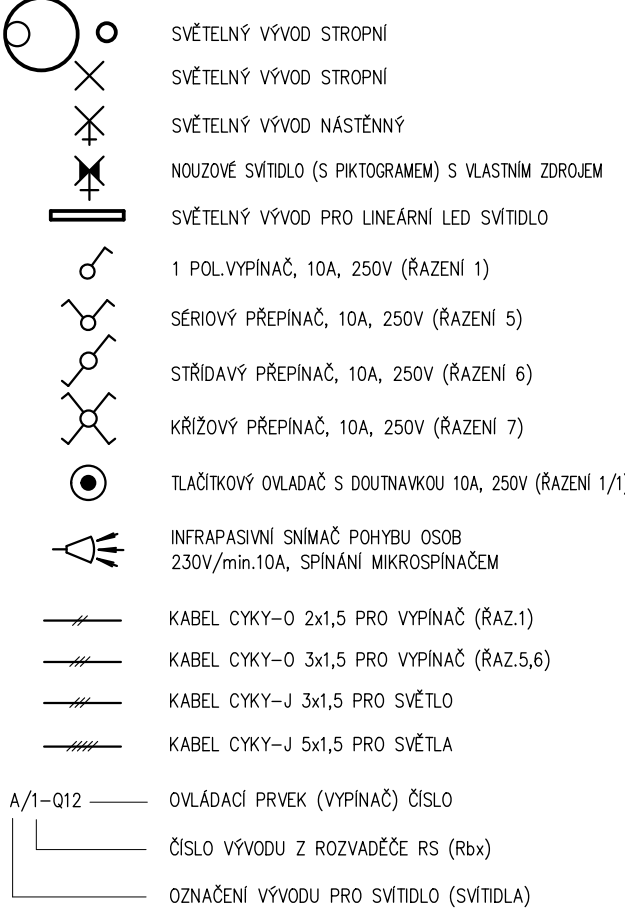 SVĚTELNÝ VÝVOD STROPNÍ
SVĚTELNÝ VÝVOD STROPNÍ
SVĚTELNÝ VÝVOD NÁSTĚNNÝ
NOUZOVÉ SVÍTIDLO (S PIKTOGRAMEM) S VLASTNÍM ZDROJEM
SVĚTELNÝ VÝVOD PRO LINEÁRNÍ LED SVÍTIDLO
1 POL.VYPÍNAČ, 10A, 250V (ŘAZENÍ 1)
SÉRIOVÝ PŘEPÍNAČ, 10A, 250V (ŘAZENÍ 5)
STŘÍDAVÝ PŘEPÍNAČ, 10A, 250V (ŘAZENÍ 6)
KŘÍŽOVÝ PŘEPÍNAČ, 10A, 250V (ŘAZENÍ 7)
TLAČÍTKOVÝ OVLADAČ S DOUTNAVKOU 10A, 250V (ŘAZENÍ 1/1)
INFRAPASIVNÍ SNÍMAČ POHYBU OSOB
230V/min.10A, SPÍNÁNÍ MIKROSPÍNAČEM
KABEL CYKY-O 2x1,5 PRO VYPÍNAČ (ŘAZ.1)
KABEL CYKY-O 3x1,5 PRO VYPÍNAČ (ŘAZ.5,6)
KABEL CYKY-J 3x1,5 PRO SVĚTLO
KABEL CYKY-J 5x1,5 PRO SVĚTLA
A/1-Q12 OVLÁDACÍ PRVEK (VYPÍNAČ) ČÍSLO
ČÍSLO VÝVODU Z ROZVADĚČE RS (Rbx)
OZNAČENÍ VÝVODU PRO SVÍTIDLO (SVÍTIDLA)